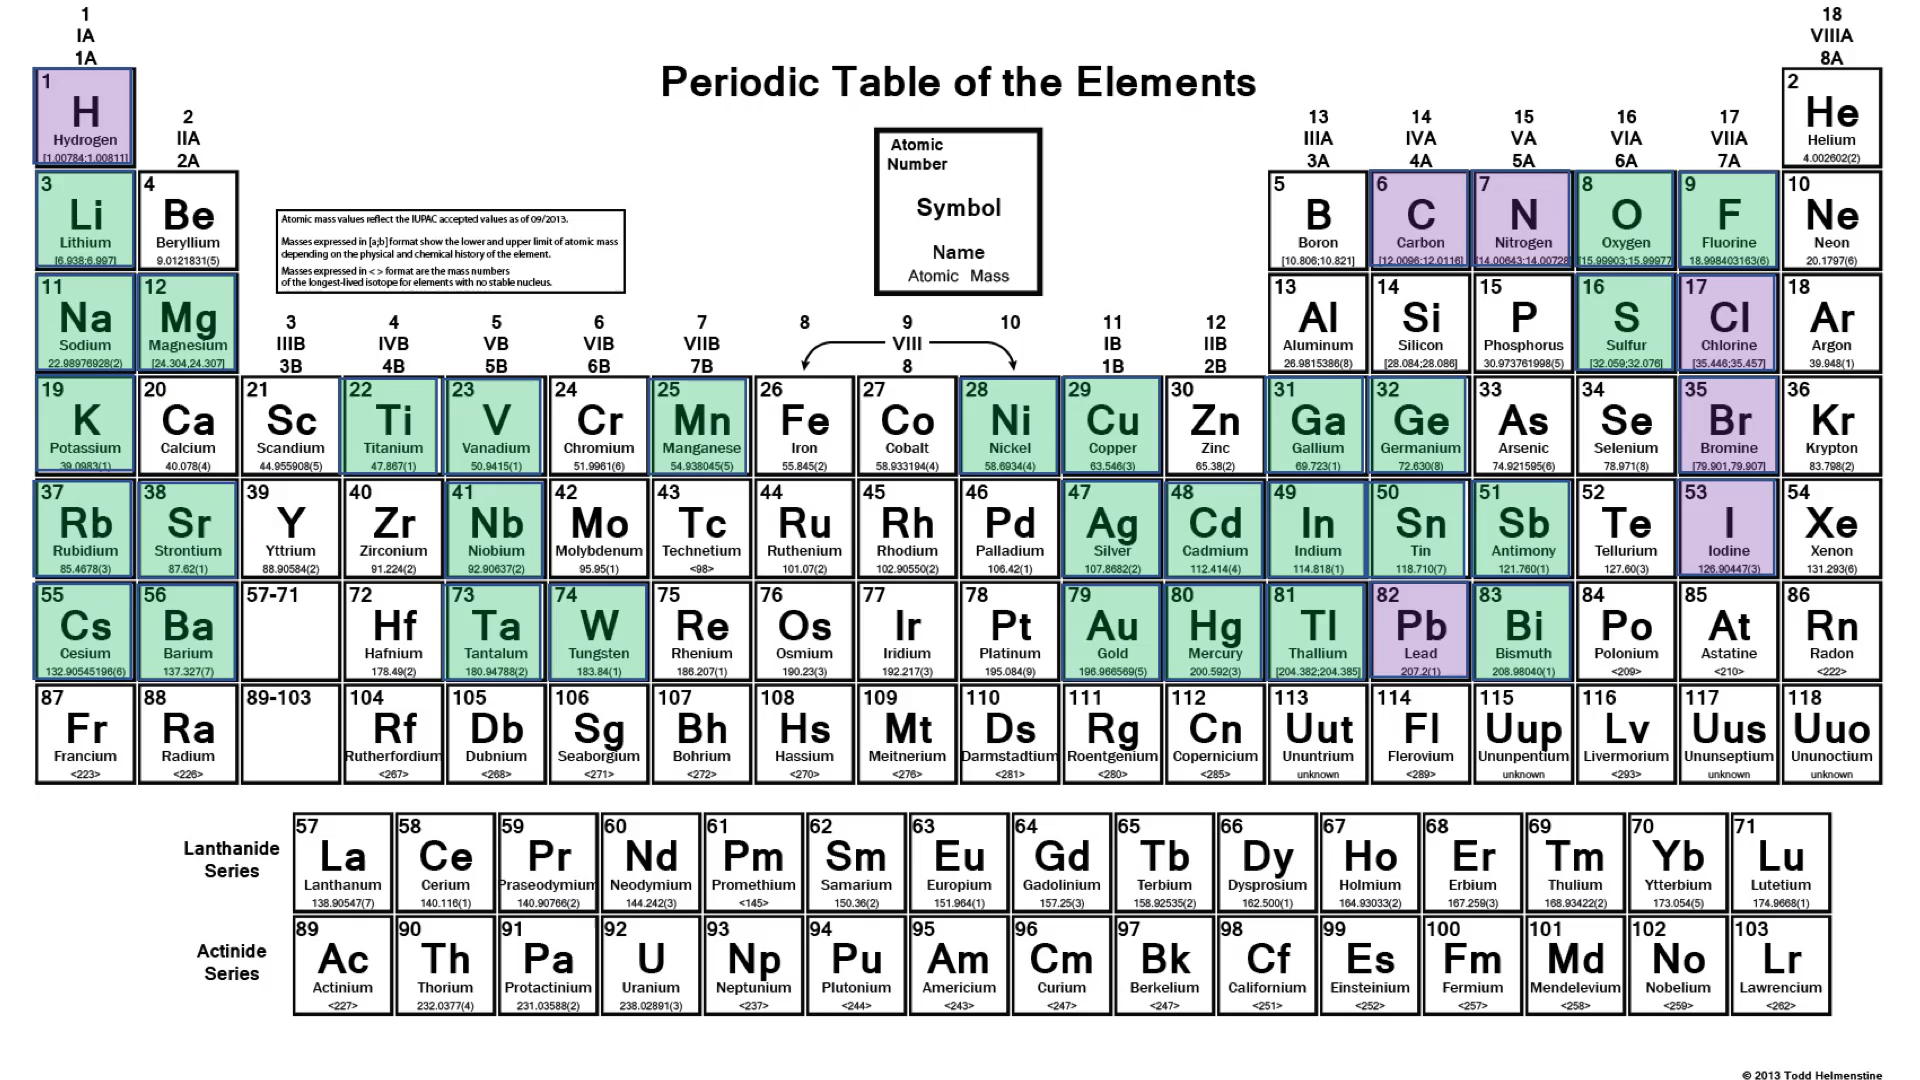 1
IA
1A
18
VIIIA
8A
Periodic Table of the Elements
1
H
Hydrogen
[1.00784;1.00811]
2
IIA
2A
13
IIIA
3A
14
IVA
4A
15
VA
5A
16
VIA
6A
17
VIIA
7A
2
He
Helium
4.002602(2)
Atomic
Number
Symbol
Name
Atomic Mass
3
Li
Lithium
[6.938;6.997]
4
Be
Beryllium
9.0121831(5)
Atomic mass values reflect the IUPAC accepted values as of 09/2013.
Masses expressed in [a;b] format show the lower and upper limit of atomic mass
depending on the physical and chemical history of the element.
Masses expressed in < > format are the mass numbers
of the longest-lived isotope for elements with no stable nucleus.
5
B
Boron
[10.806;10.821]
6
C
Carbon
[12.0096;12.0116]
7
N
Nitrogen
[14.00643;14.00728]
8
O
Oxygen
[15.99903;15.99977]
9
F
Fluorine
18.998403163(6)
10
Ne
Neon
20.1797(6)
11
Na
Sodium
22.98976928(2)
12
Mg
Magnesium
[24.304,24.307]
3
IIIB
3B
4
IVB
4B
5
VB
5B
6
VIB
6B
7
VIIB
7B
8
9
10
VIII
8
11
IB
1B
12
IIB
2B
13
Al
Aluminum
26.9815386(8)
14
Si
Silicon
[28.084;28.086]
15
P
Phosphorus
30.973761998(5)
16
S
Sulfur
[32.059;32.076]
17
Cl
Chlorine
[35.446;35.457]
18
Ar
Argon
39.948(1)
19
K
Potassium
39.0983(1)
20
Ca
Calcium
40.078(4)
21
Sc
Scandium
44.955908(5)
22
Ti
Titanium
47.867(1)
23
V
Vanadium
50.9415(1)
24
Cr
Chromium
51.9961(6)
25
Mn
Manganese
54.938045(5)
26
Fe
Iron
55.845(2)
27
Co
Cobalt
58.933194(4)
28
Ni
Nickel
58.6934(4)
29
Cu
Copper
63.546(3)
30
Zn
Zinc
65.38(2)
31
Ga
Gallium
69.723(1)
32
Ge
Germanium
72.630(8)
33
As
Arsenic
74.921595(6)
34
Se
Selenium
78.971(8)
35
Br
Bromine
[79.901,79.907]
36
Kr
Krypton
83.798(2)
37
Rb
Rubidium
85.4678(3)
38
Sr
Strontium
87.62(1)
39
Y
Yttrium
88.90584(2)
40
Zr
Zirconium
91.224(2)
41
Nb
Niobium
92.90637(2)
42
Mo
Molybdenum
95.95(1)
43
Tc
Technetium
<98>
44
Ru
Ruthenium
101.07(2)
45
Rh
Rhodium
102.90550(2)
46
Pd
Palladium
106.42(1)
47
Ag
Silver
107.8682(2)
48
Cd
Cadmium
112.414(4)
49
In
Indium
114.818(1)
50
Sn
Tin
118.710(7)
51
Sb
Antimony
121.760(1)
52
Te
Tellurium
127.60(3)
53
I
Iodine
126.90447(3)
54
Xe
Xenon
131.293(6)
55
Cs
Cesium
132.90545196(6)
56
Ba
Barium
137.327(7)
57-71
72
Hf
Hafnium
178.49(2)
73
Ta
Tantalum
180.94788(2)
74
W
Tungsten
183.84(1)
75
Re
Rhenium
186.207(1)
76
Os
Osmium
190.23(3)
77
Ir
Iridium
192.217(3)
78
Pt
Platinum
195.084(9)
79
Au
Gold
196.966569(5)
80
Hg
Mercury
200.592(3)
81
Tl
Thallium
[204.382;204.385]
82
Pb
Lead
207.2(1)
83
Bi
Bismuth
208.98040(1)
84
Po
Polonium
<209>
85
At
Astatine
<210>
86
Rn
Radon
<222>
87
Fr
Francium
<223>
88
Ra
Radium
<226>
89-103
104
Rf
Rutherfordium
<267>
105
Db
Dubnium
<268>
106
Sg
Seaborgium
<271>
107
Bh
Bohrium
<272>
108
Hs
Hassium
<270>
109
Mt
Meitnerium
<276>
110
Ds
Darmstadtium
<281>
111
Rg
Roentgenium
<280>
112
Cn
Copernicium
<285>
113
Uut
Ununtrium
unknown
114
Fl
Flerovium
<289>
115
Uup
Ununpentium
unknown
116
Lv
Livermorium
<293>
117
Uus
Ununseptium
unknown
118
Uuo
Ununoctium
unknown
Lanthanide
Series
57
La
Lanthanum
138.90547(7)
58
Ce
Cerium
140.116(1)
59
Pr
Praseodymium
140.90766(2)
60
Nd
Neodymium
144.242(3)
61
Pm
Promethium
<145>
62
Sm
Samarium
150.36(2)
63
Eu
Europium
151.964(1)
64
Gd
Gadolinium
157.25(3)
65
Tb
Terbium
158.92535(2)
66
Dy
Dysprosium
162.500(1)
67
Ho
Holmium
164.93033(2)
68
Er
Erbium
167.259(3)
69
Tm
Thulium
168.93422(2)
70
Yb
Ytterbium
173.054(5)
71
Lu
Lutetium
174.9668(1)
Actinide
Series
89
Ac
Actinium
<227>
90
Th
Thorium
232.0377(4)
91
Pa
Protactinium
231.03588(2)
92
U
Uranium
238.02891(3)
93
Np
Neptunium
<237>
94
Pu
Plutonium
<244>
95
Am
Americium
<243>
96
Cm
Curium
<247>
97
Bk
Berkelium
<247>
98
Cf
Californium
<251>
99
Es
Einsteinium
<252>
100
Fm
Fermium
<257>
101
Md
Mendelevium
<258>
102
No
Nobelium
<259>
103
Lr
Lawrencium
<262>
© 2013 Todd Helmenstine